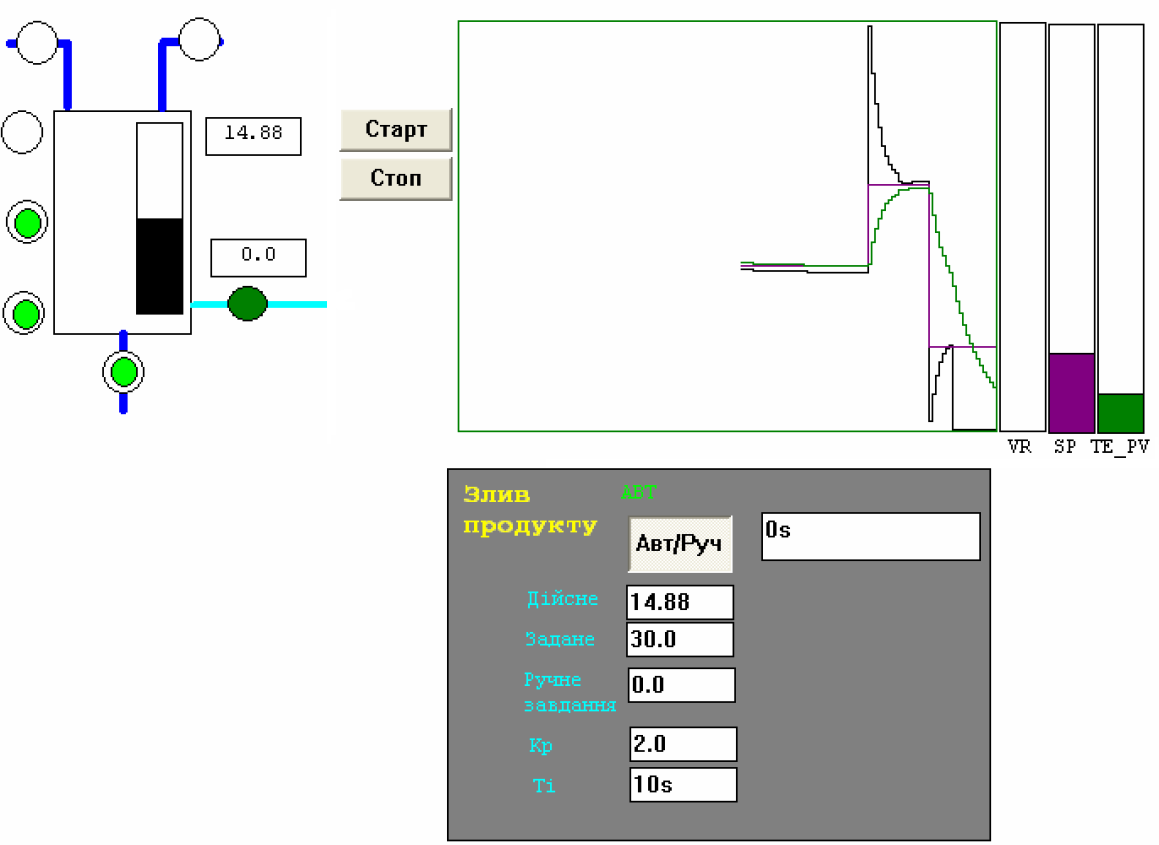 14.88
0.0
Старт
Стоп
VR SP TE_PV
Злив
продукту
АВТ
Авт/Руч
0s
Дійсне
14.88
Задане
30.0
Ручне
завдання
0.0
Kp
2.0
Ti
10s